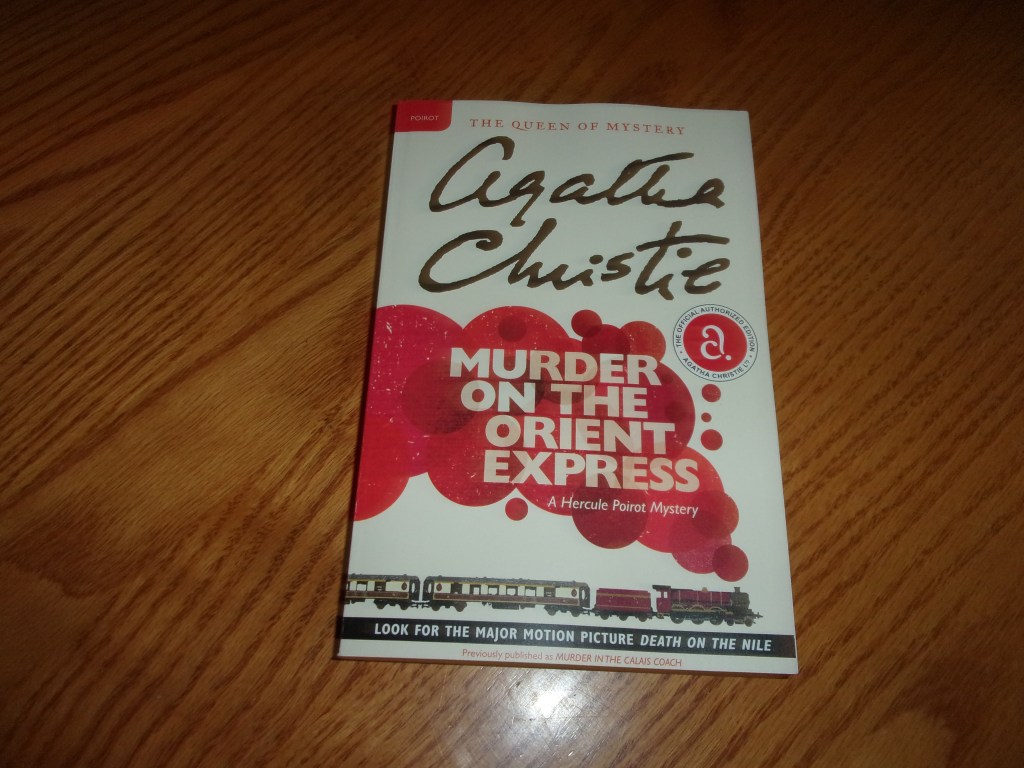 POIROT
THE QUEEN OF MYSTERY
Agatha
Christie
THE OFFICIAL AUTHORIZED EDITION
a.
AGATHA CHRISTIE LTD
MURDER
ON THE
ORIENT
EXPRESS
A Hercule Poirot Mystery
LOOK FOR THE MAJOR MOTION PICTURE DEATH ON THE NILE
Previously published as MURDER IN THE CALAIS COACH